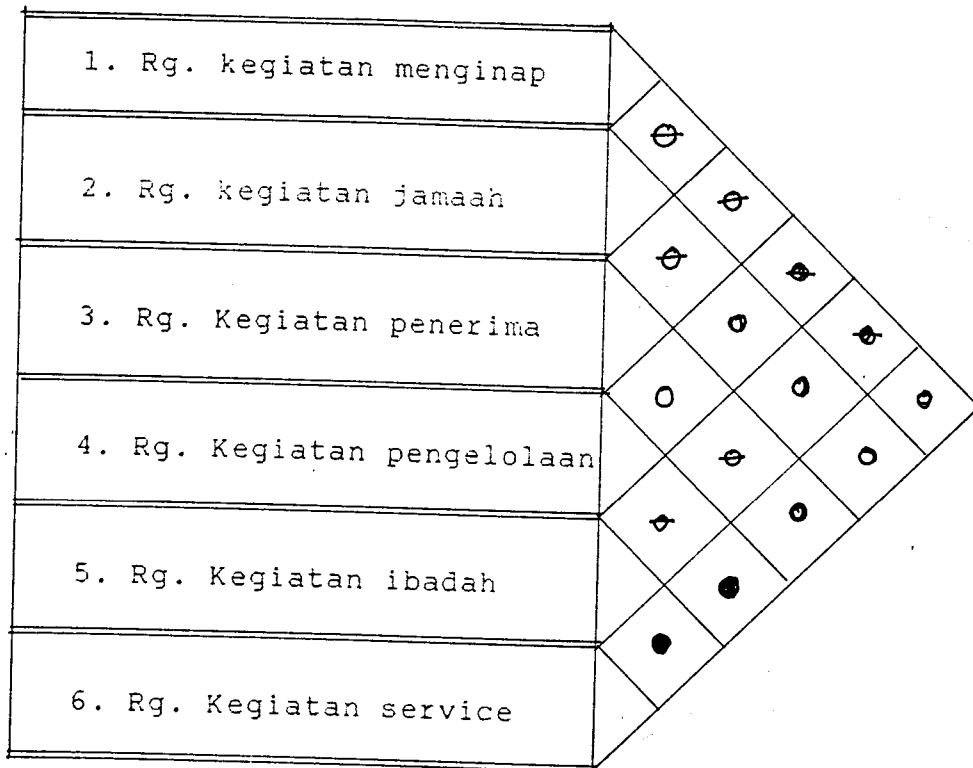 1. Rg. kegiatan menginap
2. Rg. kegiatan jamaah
3. Rg. Kegiatan penerima
4. Rg. Kegiatan pengelolaan
5. Rg. Kegiatan ibadah
6. Rg. Kegiatan service